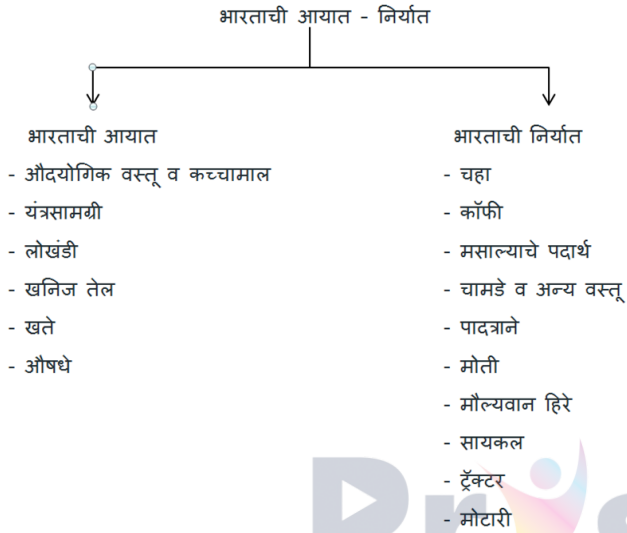 भारताची आयात - निर्यात
भारताची आयात
- औदयोगिक वस्तू व कच्चामाल
- यंत्रसामग्री
- लोखंडी
- खनिज तेल
- खते
- औषधे
भारताची निर्यात
- चहा
- कॉफी
- मसाल्याचे पदार्थ
- चामडे व अन्य वस्तू
- पादत्राने
- मोती
- मौल्यवान हिरे
- सायकल
- ट्रॅक्टर
- मोटारी